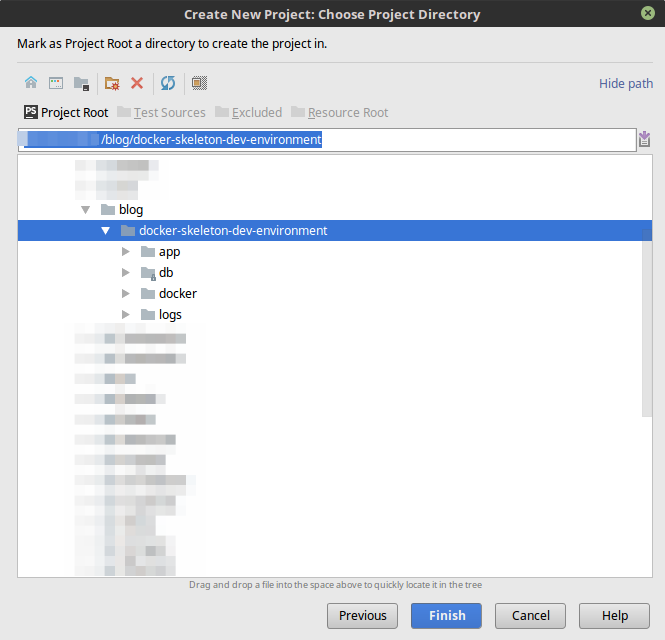 Create New Project: Choose Project Directory
Mark as Project Root a directory to create the project in.
Hide path
PS Project Root Test Sources Excluded Resource Root
/blog/docker-skeleton-dev-environment
blog
docker-skeleton-dev-environment
app
db
docker
logs
Drag and drop a file into the space above to quickly locate it in the tree
Previous Finish Cancel Help